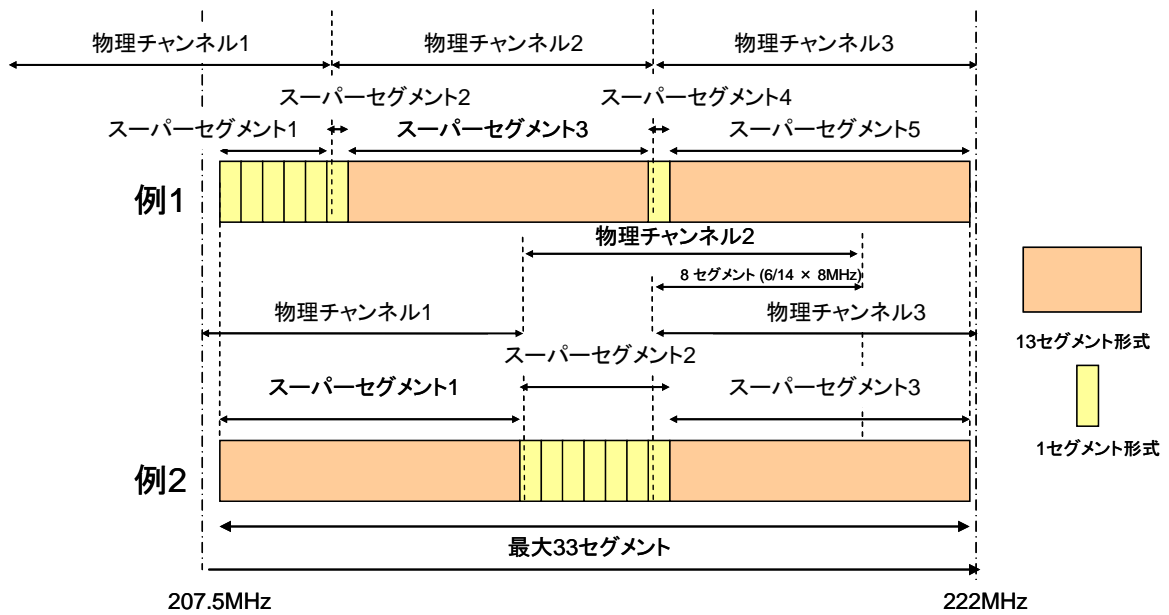 物理チャンネル1
物理チャンネル2
物理チャンネル3
スーパーセグメント2
スーパーセグメント4
スーパーセグメント1
スーパーセグメント3
スーパーセグメント5
例1
物理チャンネル2
8 セグメント (6/14 × 8MHz)
物理チャンネル1
物理チャンネル3
スーパーセグメント2
スーパーセグメント1
スーパーセグメント3
例2
最大33セグメント
207.5MHz
222MHz
13セグメント形式
1セグメント形式